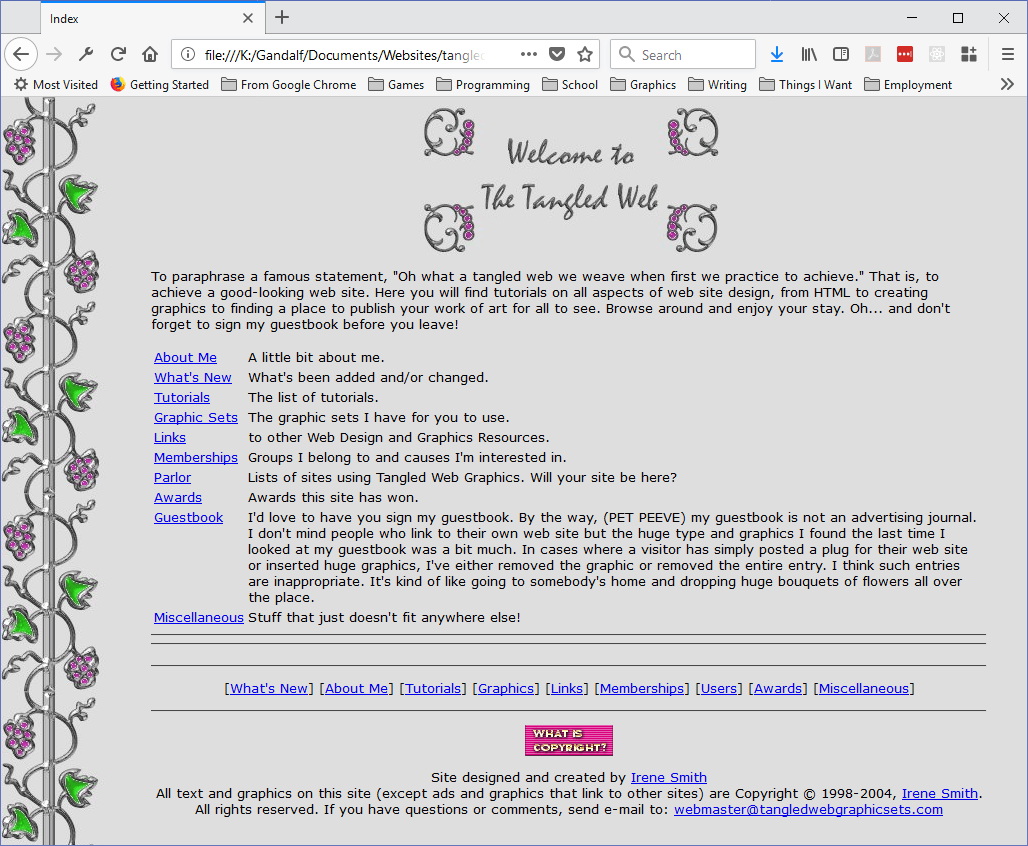 Index
file:///K:/Gandalf/Documents/Websites/tangle
Search
Most Visited Getting Started From Google Chrome Games Programming School Graphics Writing Things I Want Employment
Welcome to
The Tangled Web
To paraphrase a famous statement, "Oh what a tangled web we weave when first we practice to achieve." That is, to
achieve a good-looking web site. Here you will find tutorials on all aspects of web site design, from HTML to creating
graphics to finding a place to publish your work of art for all to see. Browse around and enjoy your stay. Oh... and don't
forget to sign my guestbook before you leave!
About Me A little bit about me.
What's New What's been added and/or changed.
Tutorials The list of tutorials.
Graphic Sets The graphic sets I have for you to use.
Links to other Web Design and Graphics Resources.
Memberships Groups I belong to and causes I'm interested in.
Parlor Lists of sites using Tangled Web Graphics. Will your site be here?
Awards Awards this site has won.
Guestbook I'd love to have you sign my guestbook. By the way, (PET PEEVE) my guestbook is not an advertising journal.
I don't mind people who link to their own web site but the huge type and graphics I found the last time I
looked at my guestbook was a bit much. In cases where a visitor has simply posted a plug for their web site
or inserted huge graphics, I've either removed the graphic or removed the entire entry. I think such entries
are inappropriate. It's kind of like going to somebody's home and dropping huge bouquets of flowers all over
the place.
Miscellaneous Stuff that just doesn't fit anywhere else!
[What's New] [About Me] [Tutorials] [Graphics] [Links] [Memberships] [Users] [Awards] [Miscellaneous]
WHAT IS
COPYRIGHT?
Site designed and created by Irene Smith
All text and graphics on this site (except ads and graphics that link to other sites) are Copyright © 1998-2004, Irene Smith.
All rights reserved. If you have questions or comments, send e-mail to: webmaster@tangledwebgraphicsets.com